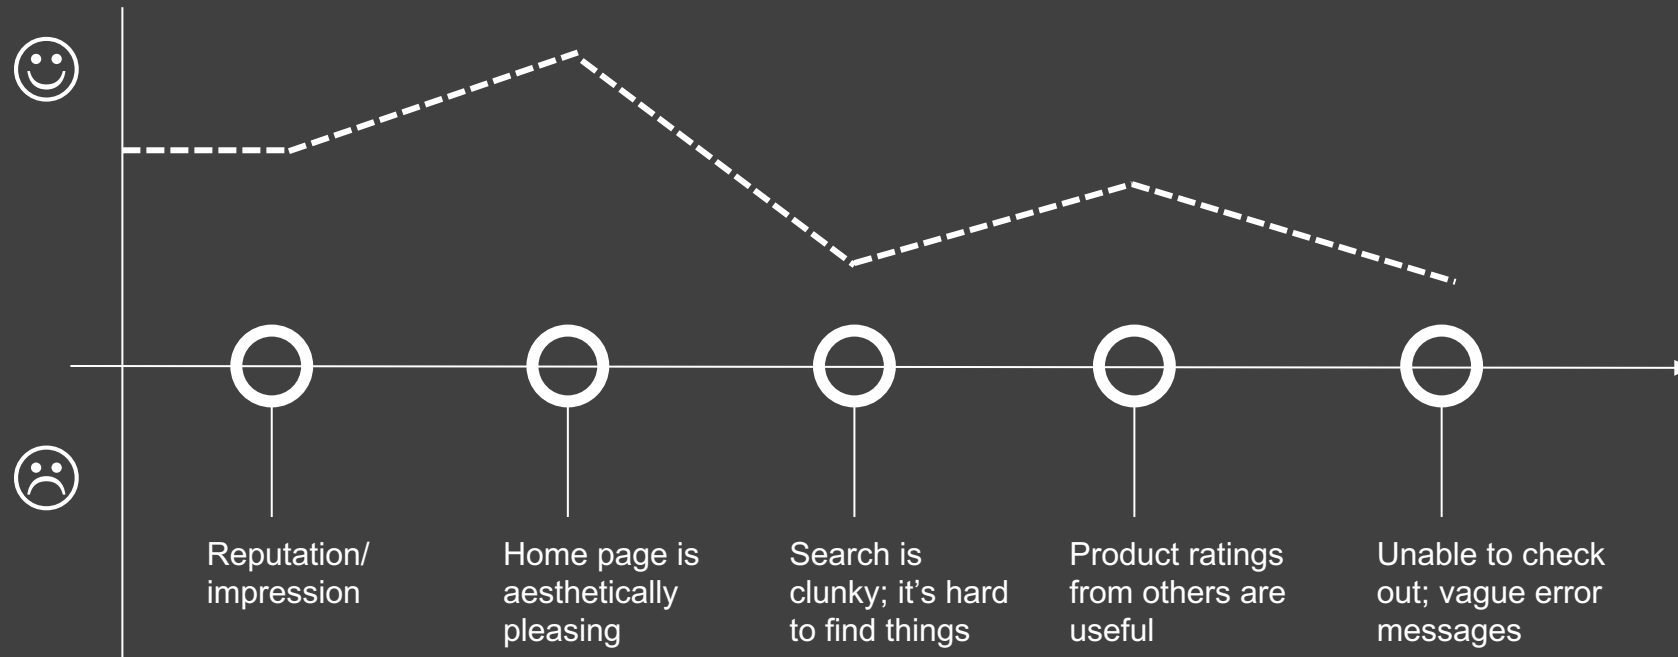 Reputation/
impression
Home page is
aesthetically
pleasing
Search is
clunky; it’s hard
to find things
Product ratings
from others are
useful
Unable to check
out; vague error
messages